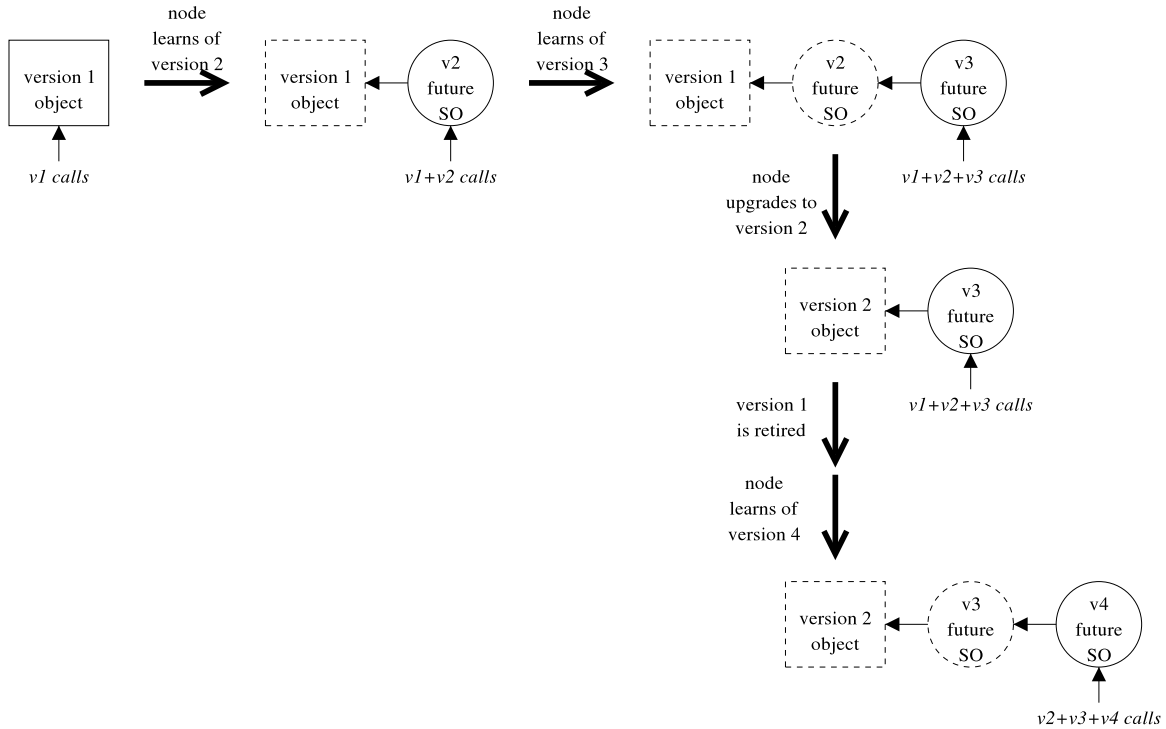 node
learns of
version 2
node
learns of
version 3
version 1
object
version 1
object
v2
future
SO
version 1
object
v2
future
SO
v3
future
SO
v1 calls
v1+v2 calls
v1+v2+v3 calls
node
upgrades to
version 2
version 2
object
v3
future
SO
v1+v2+v3 calls
version 1
is retired
node
learns of
version 4
version 2
object
v3
future
SO
v4
future
SO
v2+v3+v4 calls